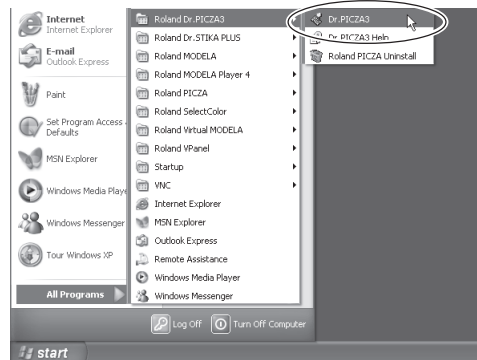 Internet
Internet Explorer
E-mail
Outlook Express
Paint
Set Program Access
Defaults
MSN Explorer
Windows Media Playe
Windows Messenger
Tour Windows XP
All Programs
Roland Dr.PICZA3
Roland Dr.STIKA PLUS
Roland MODELA
Roland MODELA Player 4
Roland PICZA
Roland SelectColor
Roland Virtual MODELA
Roland VPanel
Startup
VNC
Internet Explorer
MSN Explorer
Outlook Express
Remote Assistance
Windows Media Player
Windows Messenger
Dr.PICZA3
Dr.PICZA3 Help
Roland PICZA Uninstall
Log Off
Turn Off Computer
start